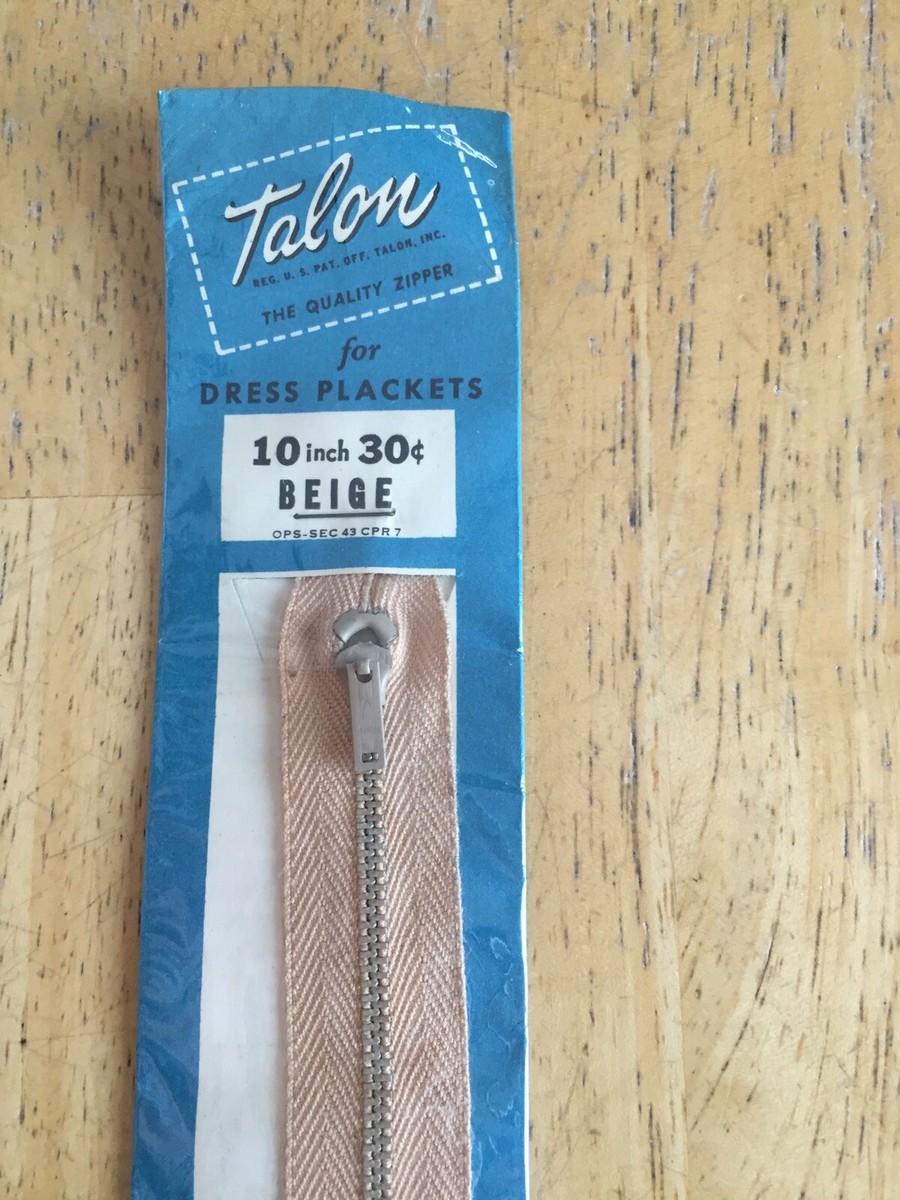 Talon
REG. U. S. PAT. OFF. TALON, INC.
THE QUALITY ZIPPER
for
DRESS PLACKETS
10 inch 30¢
BEIGE
OPS-SEC 43 CPR 7